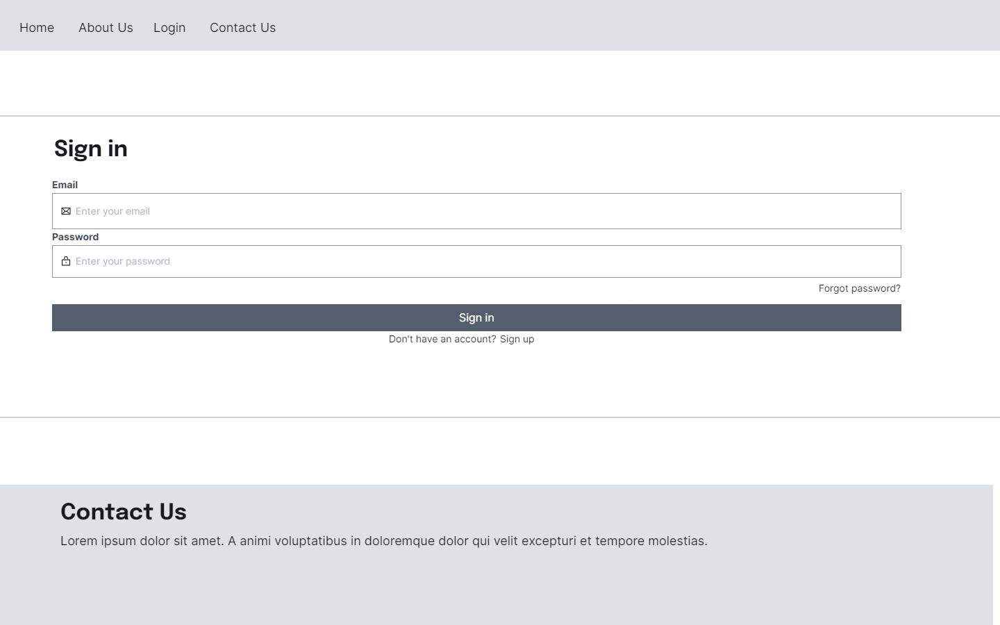 Home About Us Login Contact Us
Sign in
Email
Enter your email
Password
Enter your password
Forgot password?
Sign in
Don't have an account? Sign up
Contact Us
Lorem ipsum dolor sit amet. A animi voluptatibus in doloremque dolor qui velit excepturi et tempore molestias.